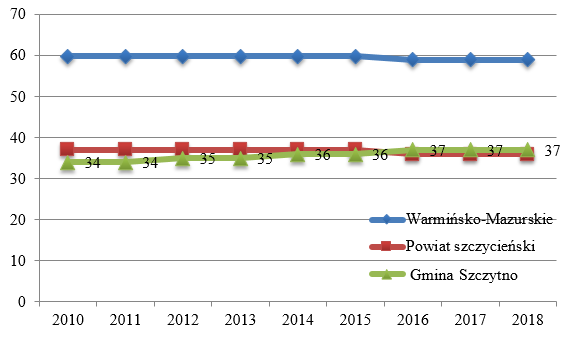 70
60
50
40
30
20
10
0
34 34 35 35 36 36 37 37 37
Warmińsko-Mazurskie
Powiat szczycieński
Gmina Szczytno
2010 2011 2012 2013 2014 2015 2016 2017 2018